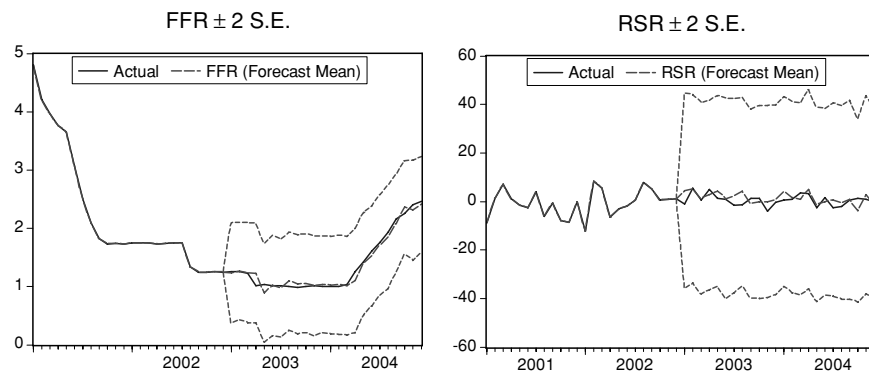 FFR ± 2 S.E.
5
4
3
2
1
0
Actual FFR (Forecast Mean)
2002 2003 2004
RSR ± 2 S.E.
60
40
20
0
-20
-40
-60
Actual RSR (Forecast Mean)
2001 2002 2003 2004